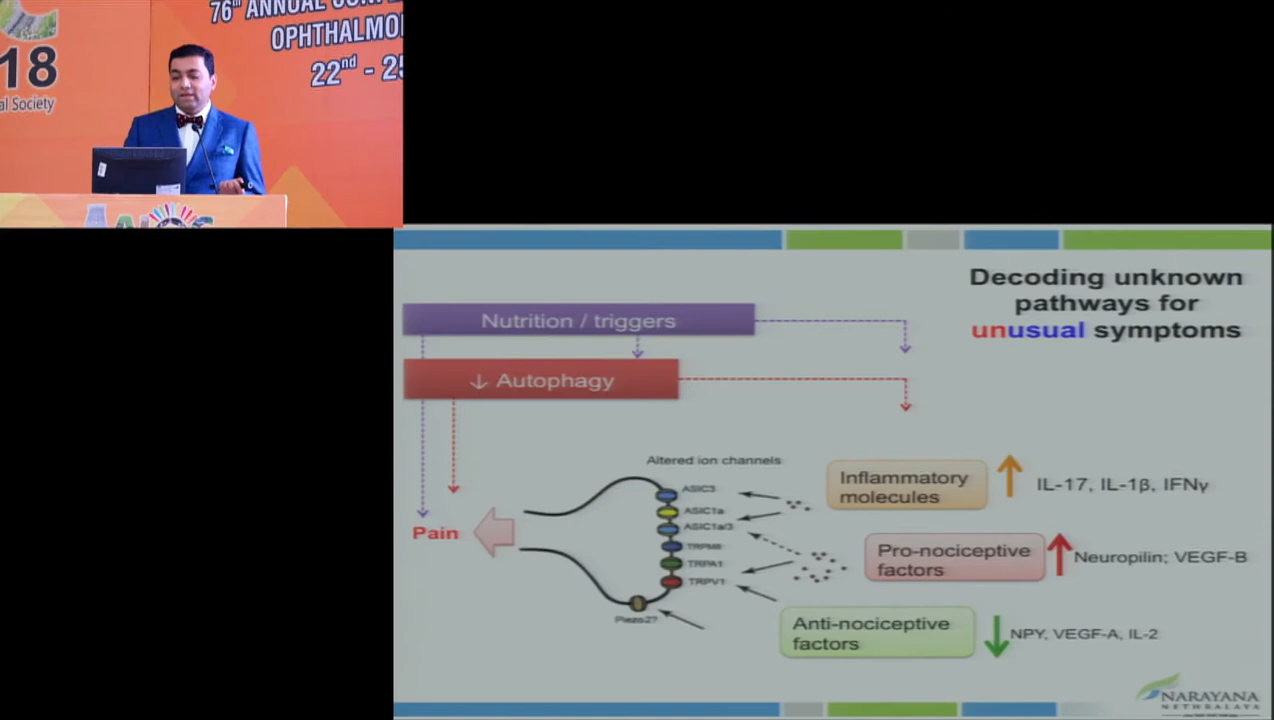 76th ANNUAL
OPHTHALMO
22nd - 25
18
al Society
Decoding unknown
pathways for
unusual symptoms
Nutrition / triggers
↓ Autophagy
Altered ion channels
ASIC3
ASIC1a
ASIC1a/3
TRPM8
TRPA1
TRPV1
Piezo2?
Pain
Inflammatory
molecules
IL-17, IL-1β, IFNγ
Pro-nociceptive
factors
Neuropilin; VEGF-B
Anti-nociceptive
factors
NPY, VEGF-A, IL-2
NARAYANA
NETHRALAYA